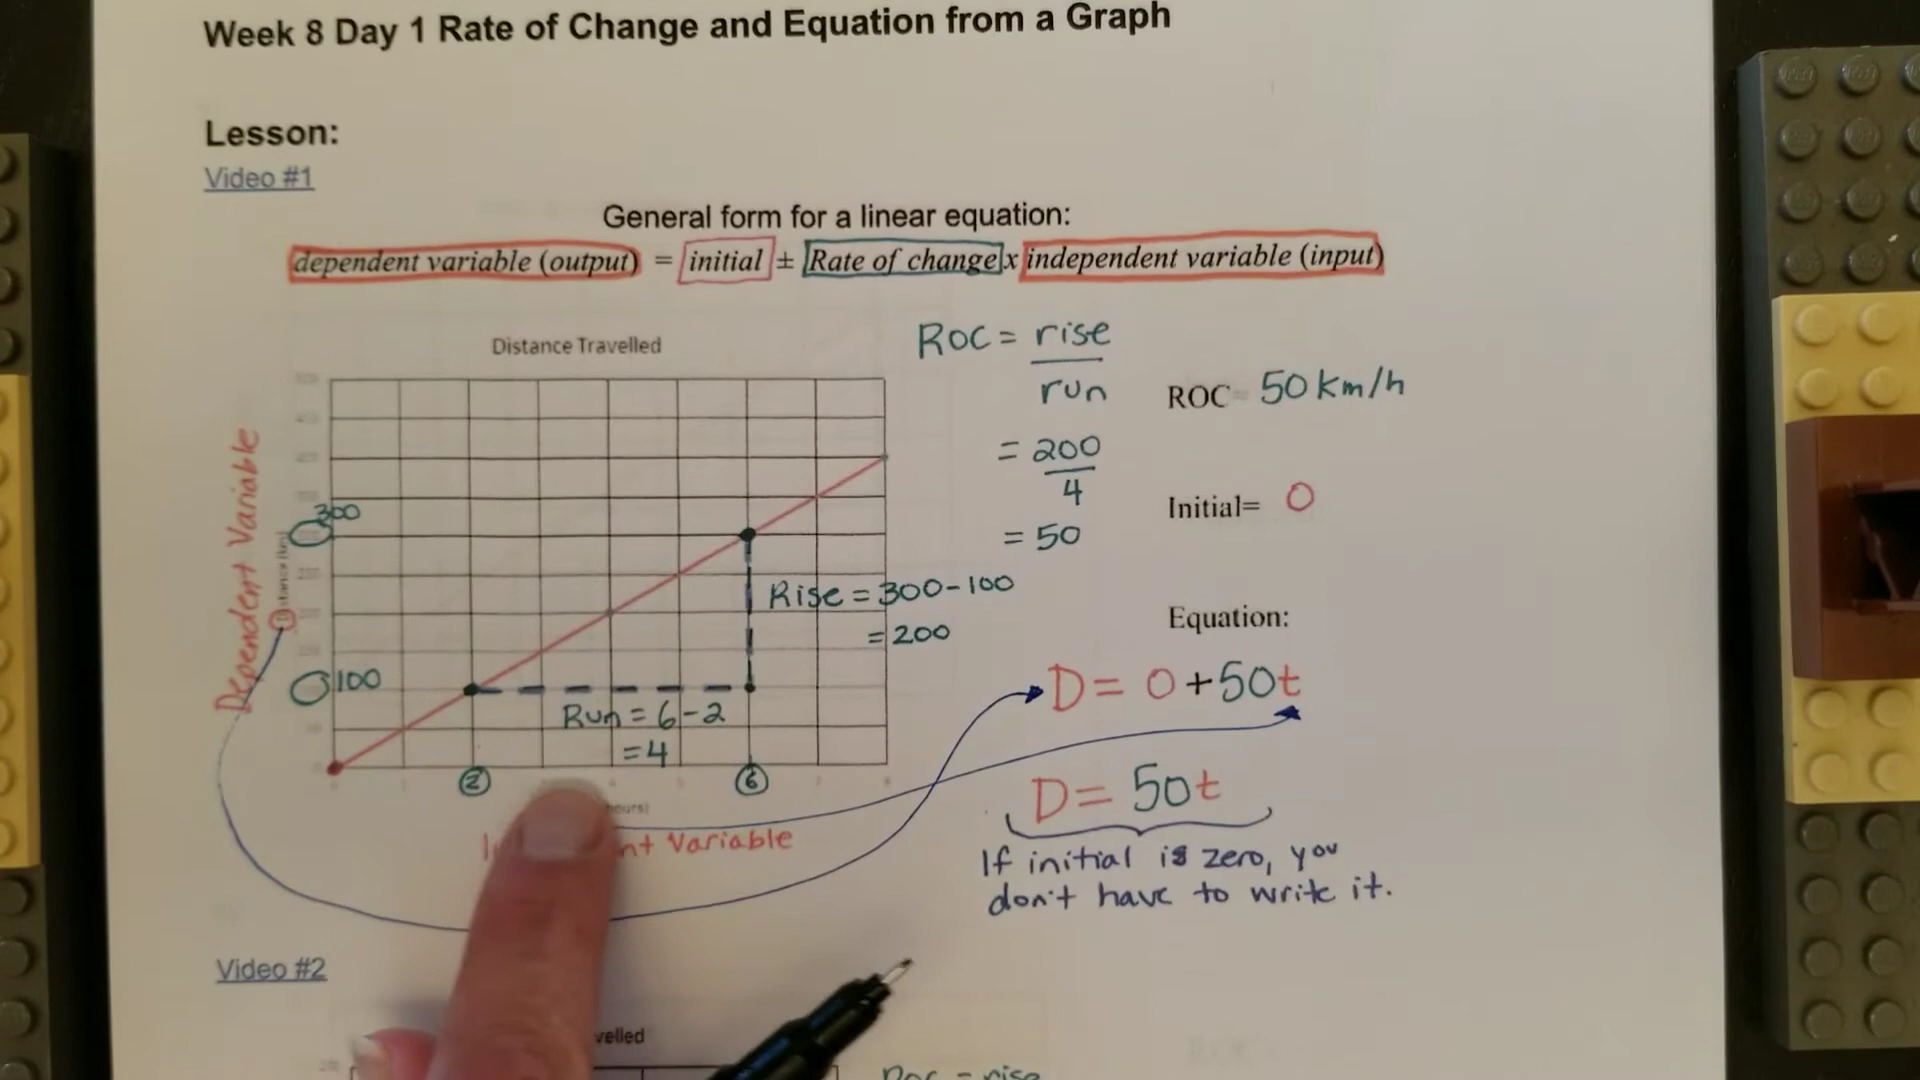 Week 8 Day 1 Rate of Change and Equation from a Graph
Lesson:
Video #1
General form for a linear equation:
dependent variable (output) = initial ± Rate of change x independent variable (input)
Distance Travelled
Dependent Variable
300
100
2
6
Run = 6-2
=4
Rise = 300-100
=200
Variable
ROC = rise
run
= 200
4
= 50
ROC= 50 km/h
Initial= 0
Equation:
D = 0 + 50t
D = 50t
If initial is zero, you
don't have to write it.
Video #2